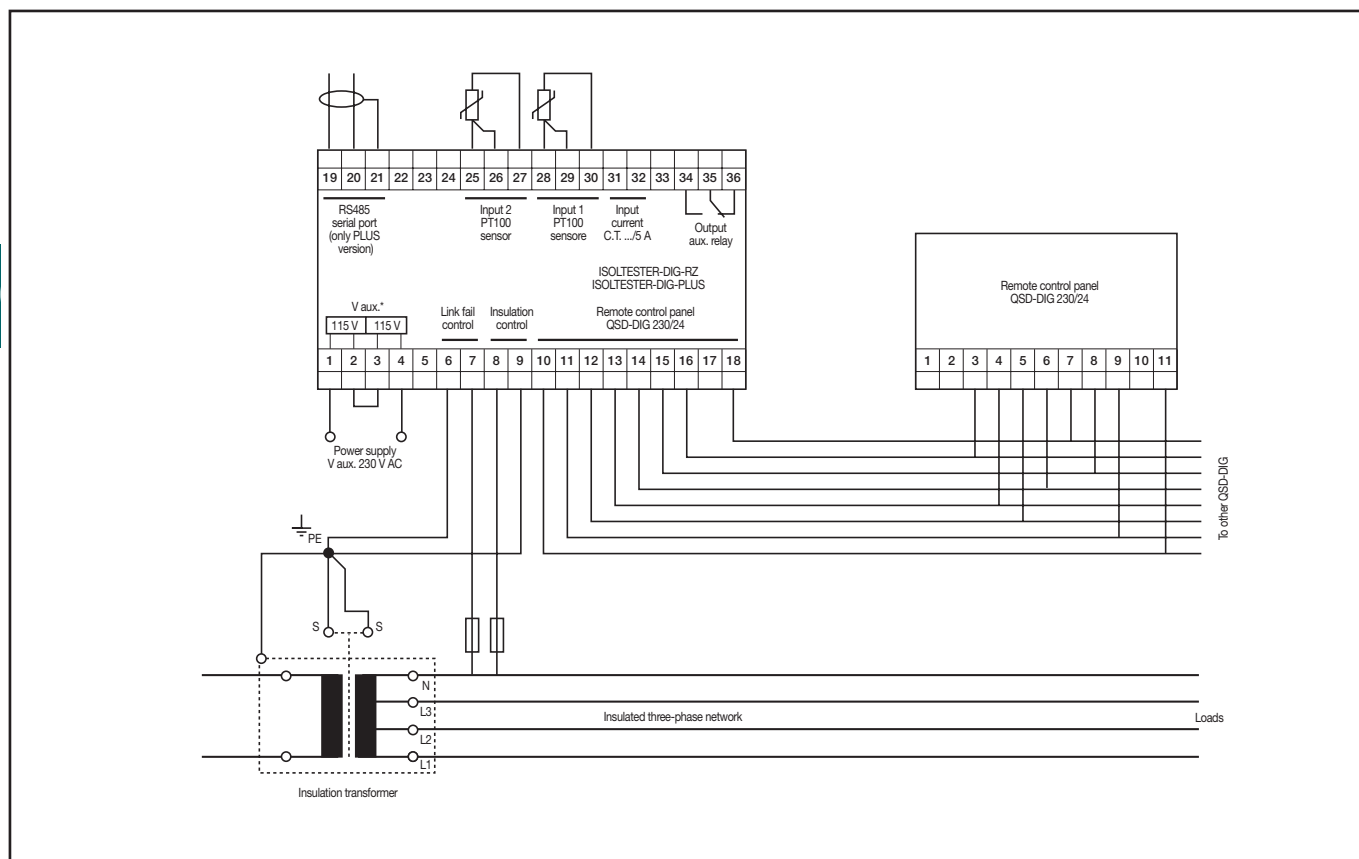 19 20 21 22 23 24 25 26 27 28 29 30 31 32 33 34 35 36
RS485
serial port
(only PLUS
version)
Input 2
PT100
sensor
Input 1
PT100
sensore
Input
current
C.T. .../5 A
Output
aux. relay
ISOLTESTER-DIG-RZ
ISOLTESTER-DIG-PLUS
V aux.*
115 V 115 V
Link fail
control
Insulation
control
Remote control panel
QSD-DIG 230/24
1 2 3 4 5 6 7 8 9 10 11 12 13 14 15 16 17 18
Remote control panel
QSD-DIG 230/24
1 2 3 4 5 6 7 8 9 10 11
Power supply
V aux. 230 V AC
To other QSD-DIG
PE
S S
N
L3
L2
L1
Insulated three-phase network
Loads
Insulation transformer